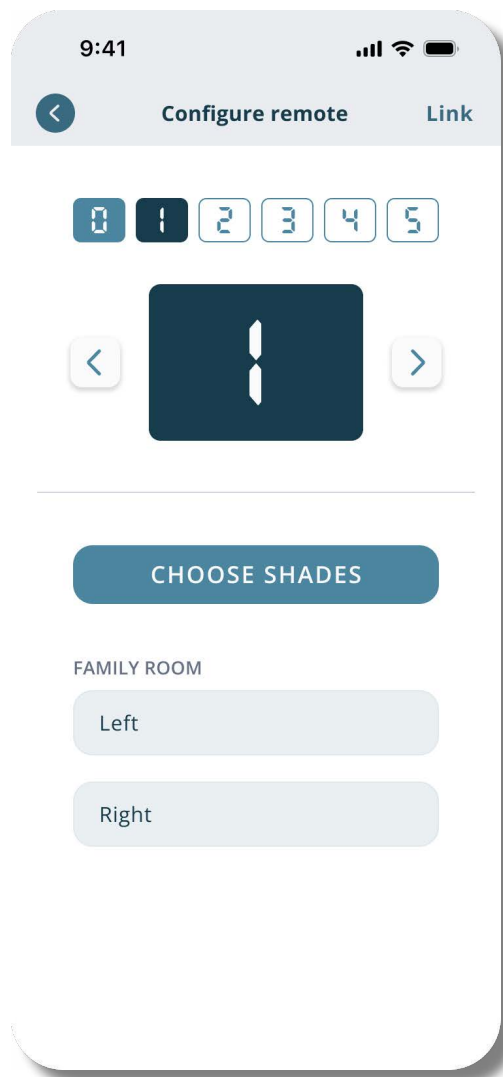 9:41
Configure remote Link
0 1 2 3 4 5
1
CHOOSE SHADES
FAMILY ROOM
Left
Right